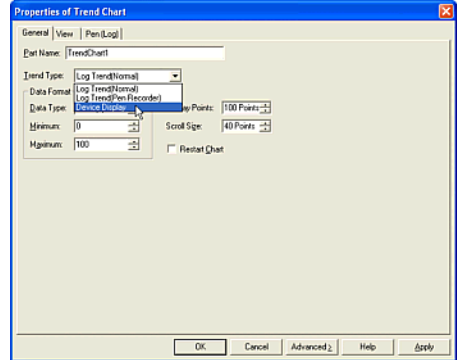 Properties of Trend Chart
General View Pen (Log)
Part Name: TrendChart1
Trend Type: Log Trend(Normal)
Log Trend(Normal)
Data Format
Log Trend(Pen Recorder)
Data Type: Device Display Points: 100 Points
Minimum: 0 Scroll Size: 40 Points
Maximum: 100 Restart Chart
OK Cancel Advanced > Help Apply